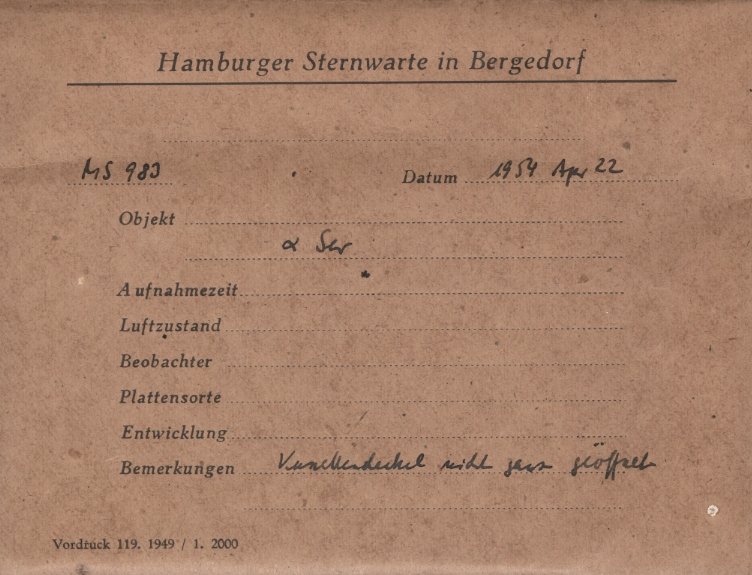 Hamburger Sternwarte in Bergedorf
MS 983 Datum 1954 Apr 22
Objekt
α Ser
Aufnahmezeit
Luftzustand
Beobachter
Plattensorte
Entwicklung
Bemerkungen nicht ganz geöffnet
Vordruck 119. 1949 / 1. 2000